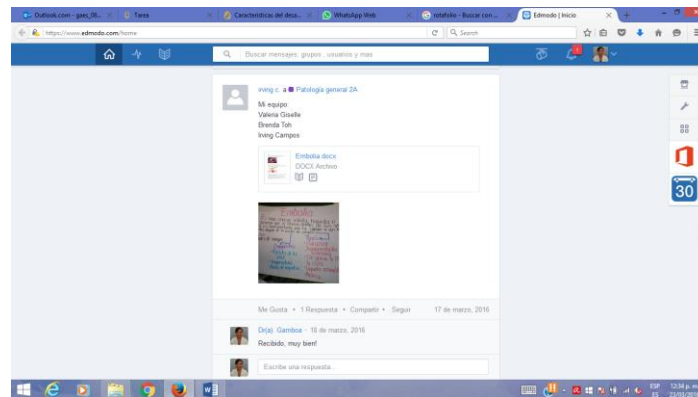 Outlook.com - gaes_08...
Tarea
Características del desa...
WhatsApp Web
rotafolio - Buscar con ...
Edmodo | Inicio
https://www.edmodo.com/home
Search
Buscar mensajes, grupos , usuarios y mas
irving c. a Patología general 2A
Mi equipo:
Valeria Giselle
Brenda Toh
Irving Campos
Embolia.docx
DOCX Archivo
30
Embolia
Me Gusta • 1 Respuesta • Compartir • Seguir
17 de marzo, 2016
Dr(a). Gamboa - 18 de marzo, 2016
Recibido, muy bien!
Escribe una respuesta...
ESP
ES
12:34 p. m.